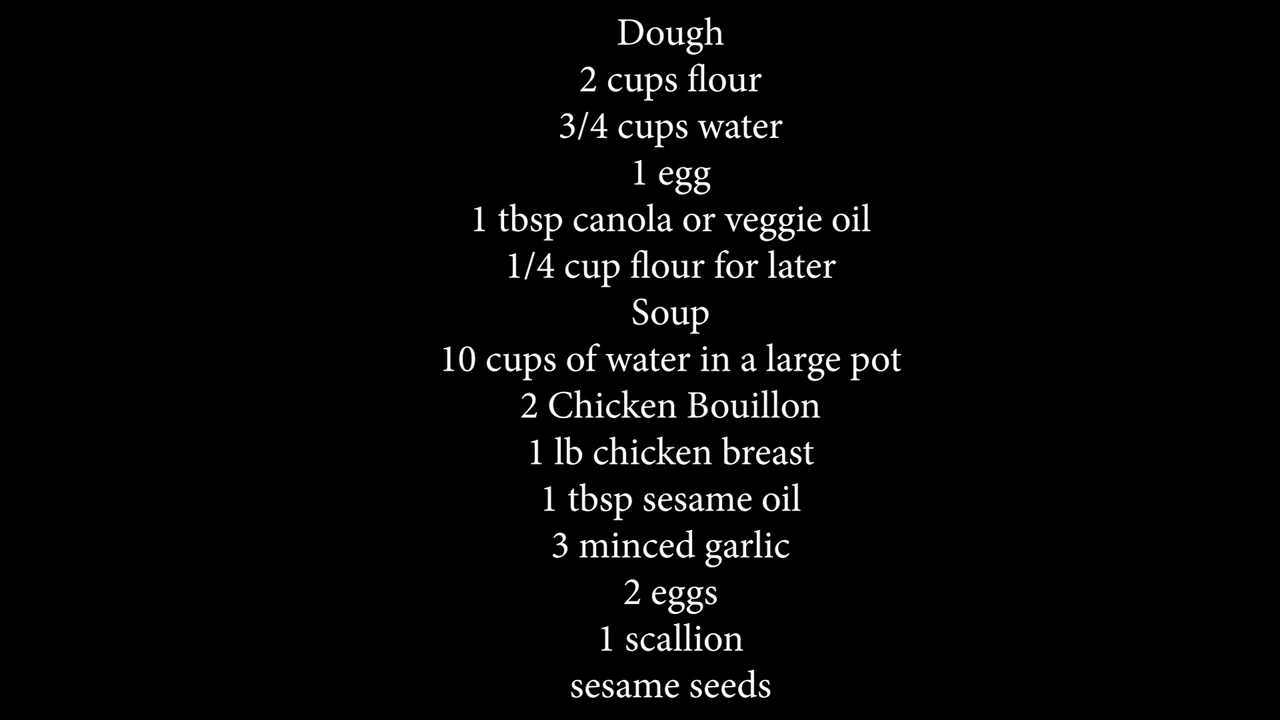 Dough
2 cups flour
3/4 cups water
1 egg
1 tbsp canola or veggie oil
1/4 cup flour for later
Soup
10 cups of water in a large pot
2 Chicken Bouillon
1 lb chicken breast
1 tbsp sesame oil
3 minced garlic
2 eggs
1 scallion
sesame seeds